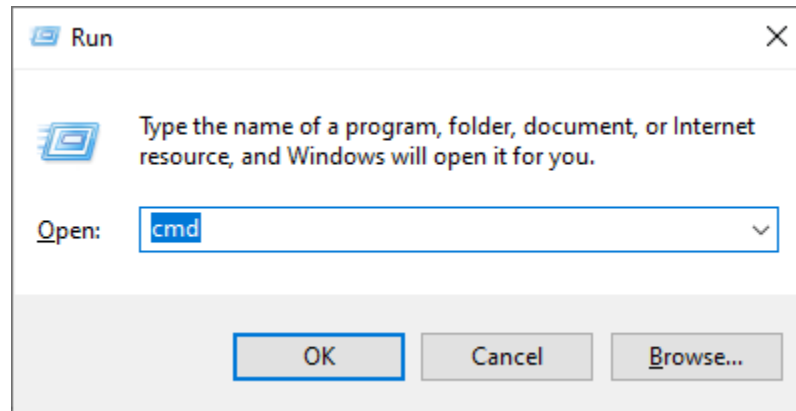 Run
Type the name of a program, folder, document, or Internet
resource, and Windows will open it for you.
Open: cmd
OK Cancel Browse...